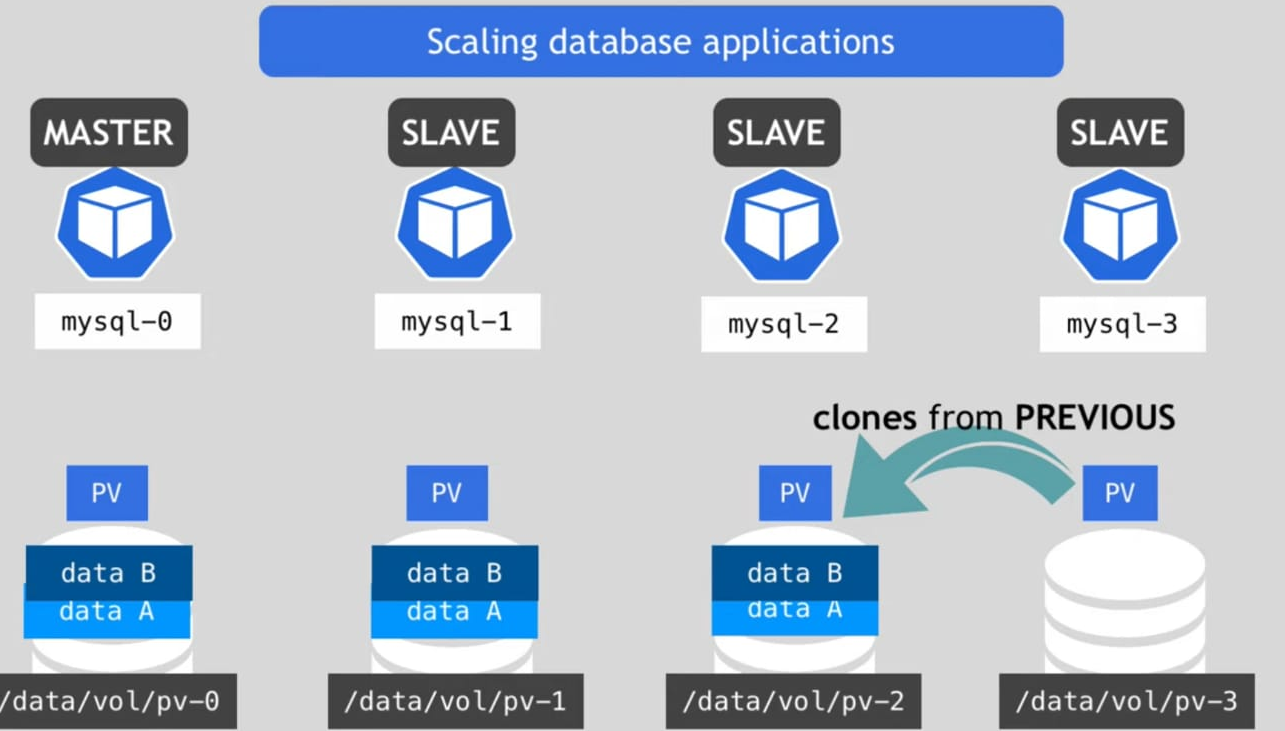 Scaling database applications
MASTER
SLAVE
SLAVE
SLAVE
mysql-0
mysql-1
mysql-2
mysql-3
clones from PREVIOUS
PV
PV
PV
PV
data B
data B
data B
data A
data A
data A
/data/vol/pv-0
/data/vol/pv-1
/data/vol/pv-2
/data/vol/pv-3